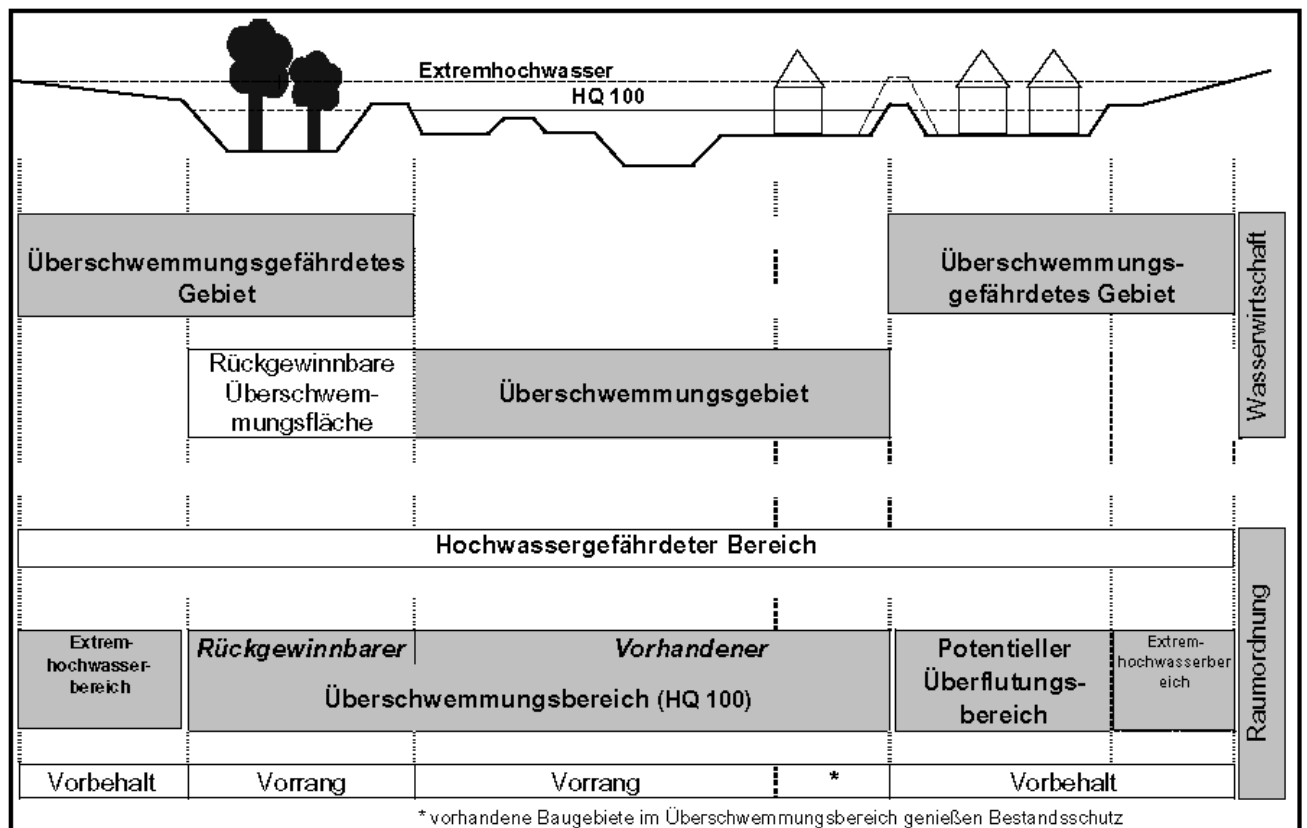 Extremhochwasser
HQ 100
Überschwemmungsgefährdetes
Gebiet
Überschwemmungs-
gefährdetes Gebiet
Wasserwirtschaft
Rückgewinnbare
Überschwem-
mungsfläche
Überschwemmungsgebiet
Hochwassergefährdeter Bereich
Raumordnung
Extrem-
hochwasser-
bereich
Rückgewinnbarer
Vorhandener
Überschwemmungsbereich (HQ 100)
Potentieller
Überflutungs-
bereich
Extrem-
hochwasserber
eich
Vorbehalt
Vorrang
Vorrang
*
Vorbehalt
* vorhandene Baugebiete im Überschwemmungsbereich genießen Bestandsschutz